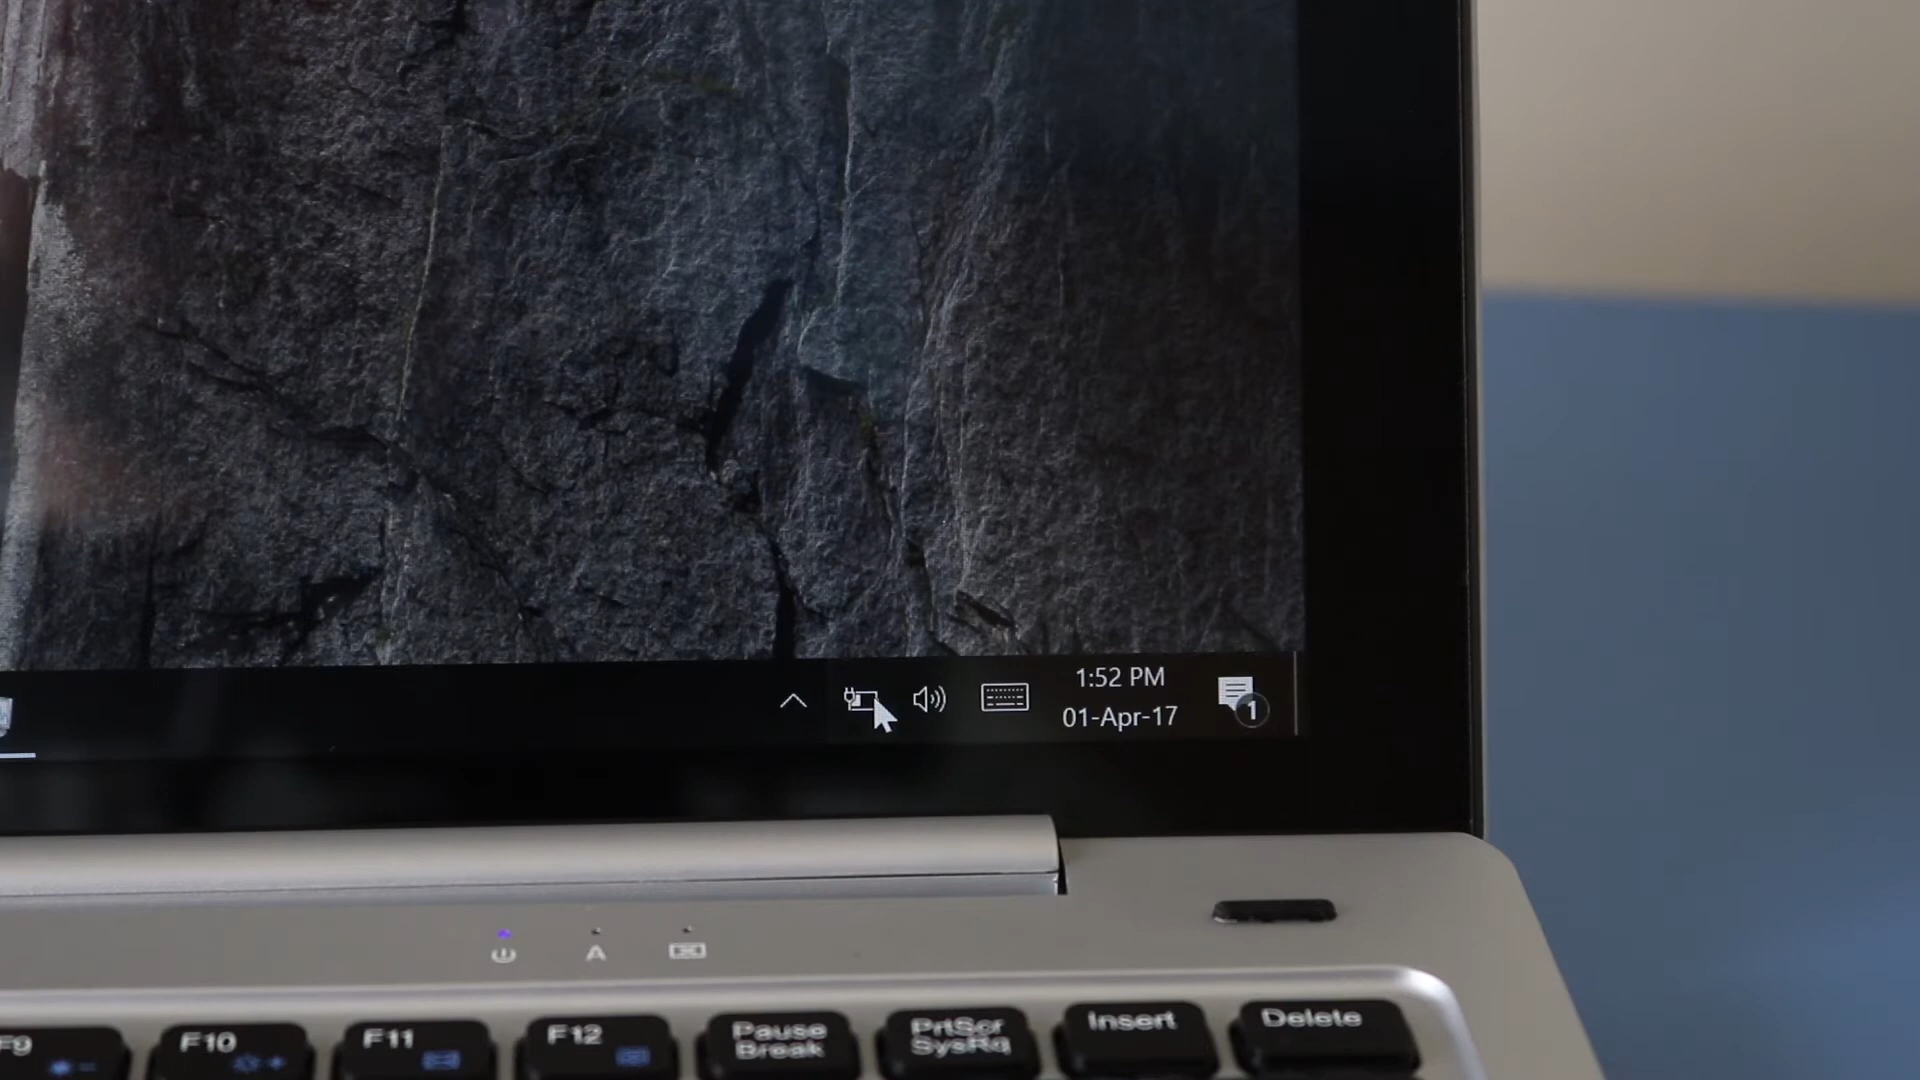 1:52 PM
01-Apr-17
1
A
F9
F10
F11
F12
Pause
Break
PrtScr
SysRq
Insert
Delete